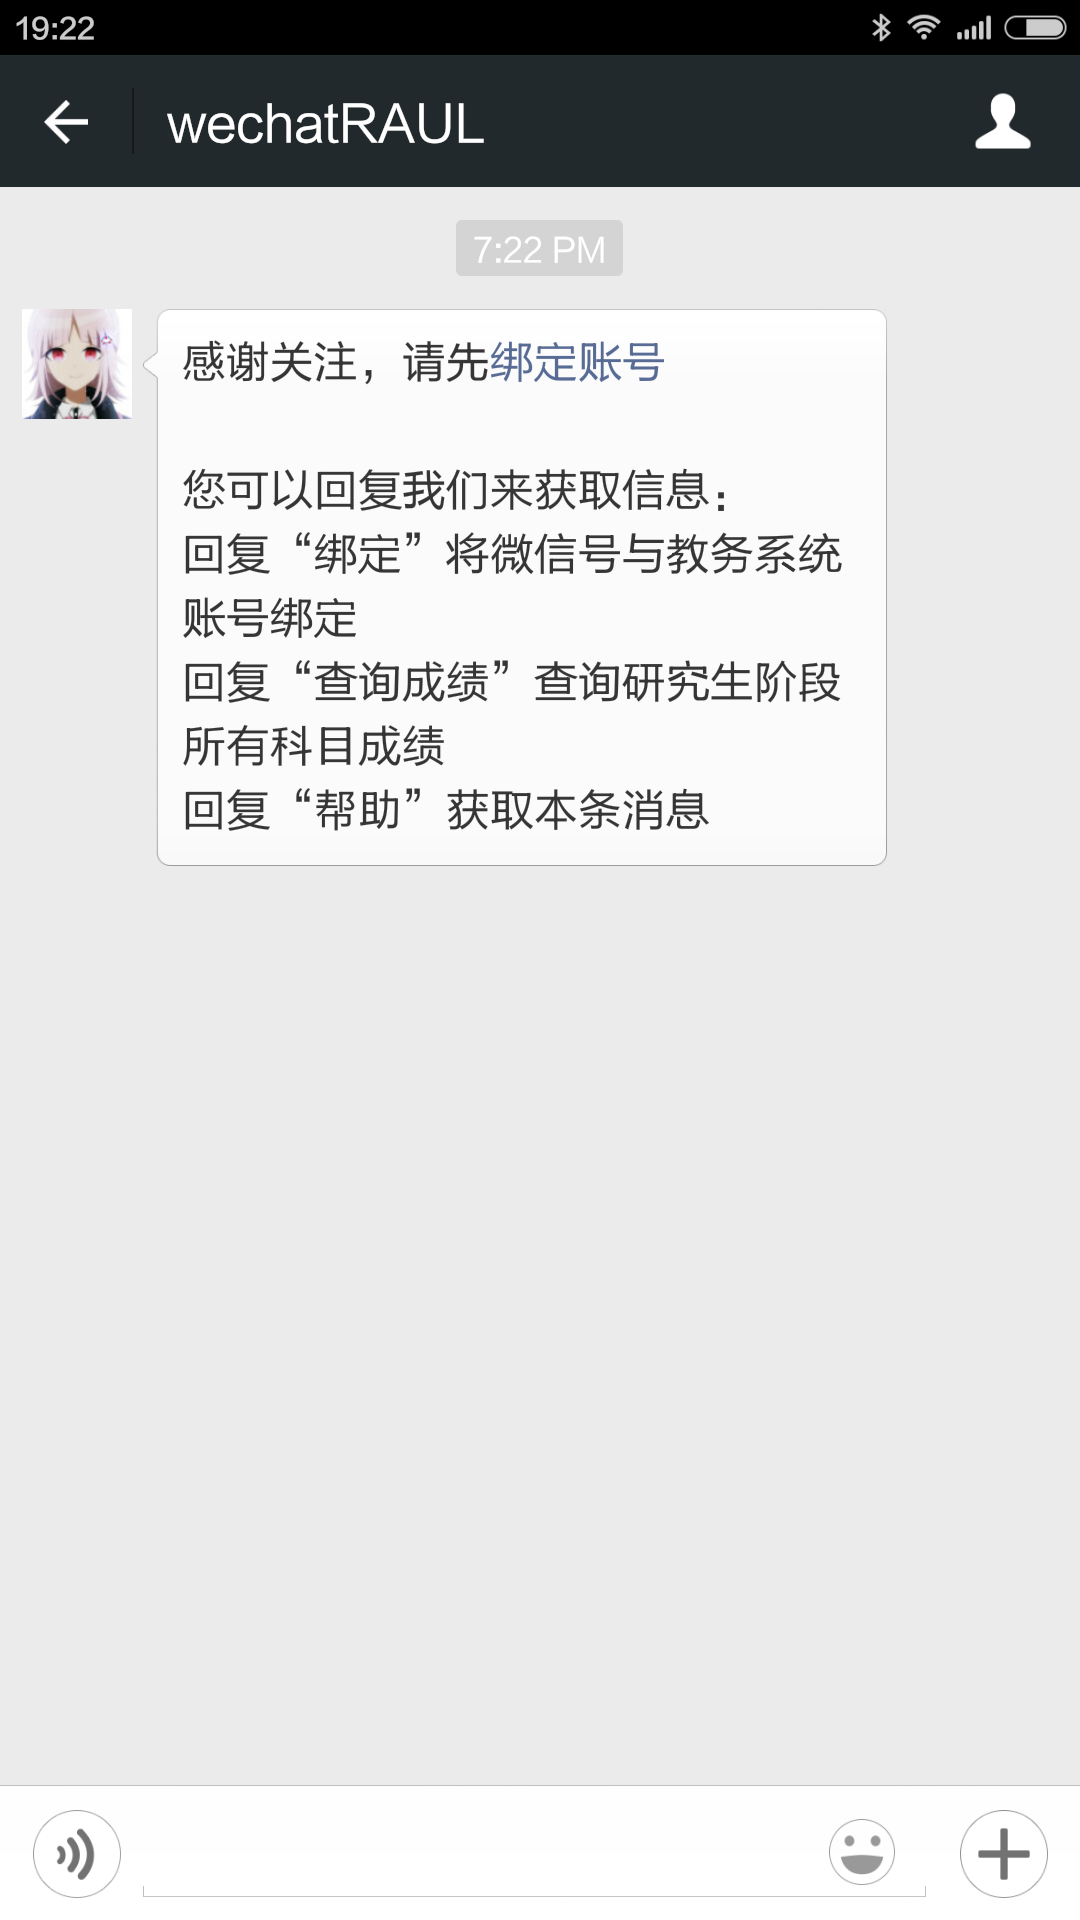 19:22
wechatRAUL
7:22 PM
感谢关注，请先绑定账号
您可以回复我们来获取信息：
回复“绑定”将微信号与教务系统
账号绑定
回复“查询成绩”查询研究生阶段
所有科目成绩
回复“帮助”获取本条消息